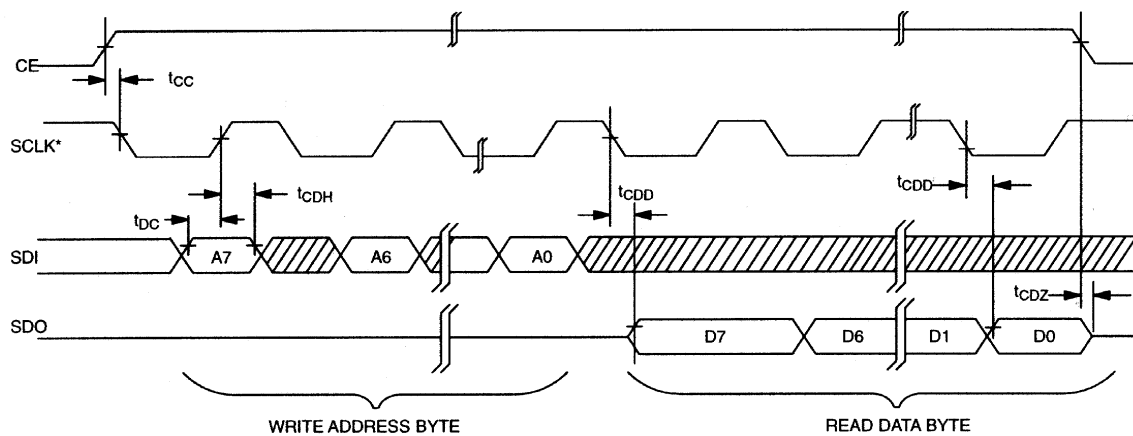 CE
tCC
SCLK*
tCDH
tCDD
tCDD
tDC
SDI
A7
A6
A0
tCDZ
SDO
D7
D6
D1
D0
WRITE ADDRESS BYTE
READ DATA BYTE